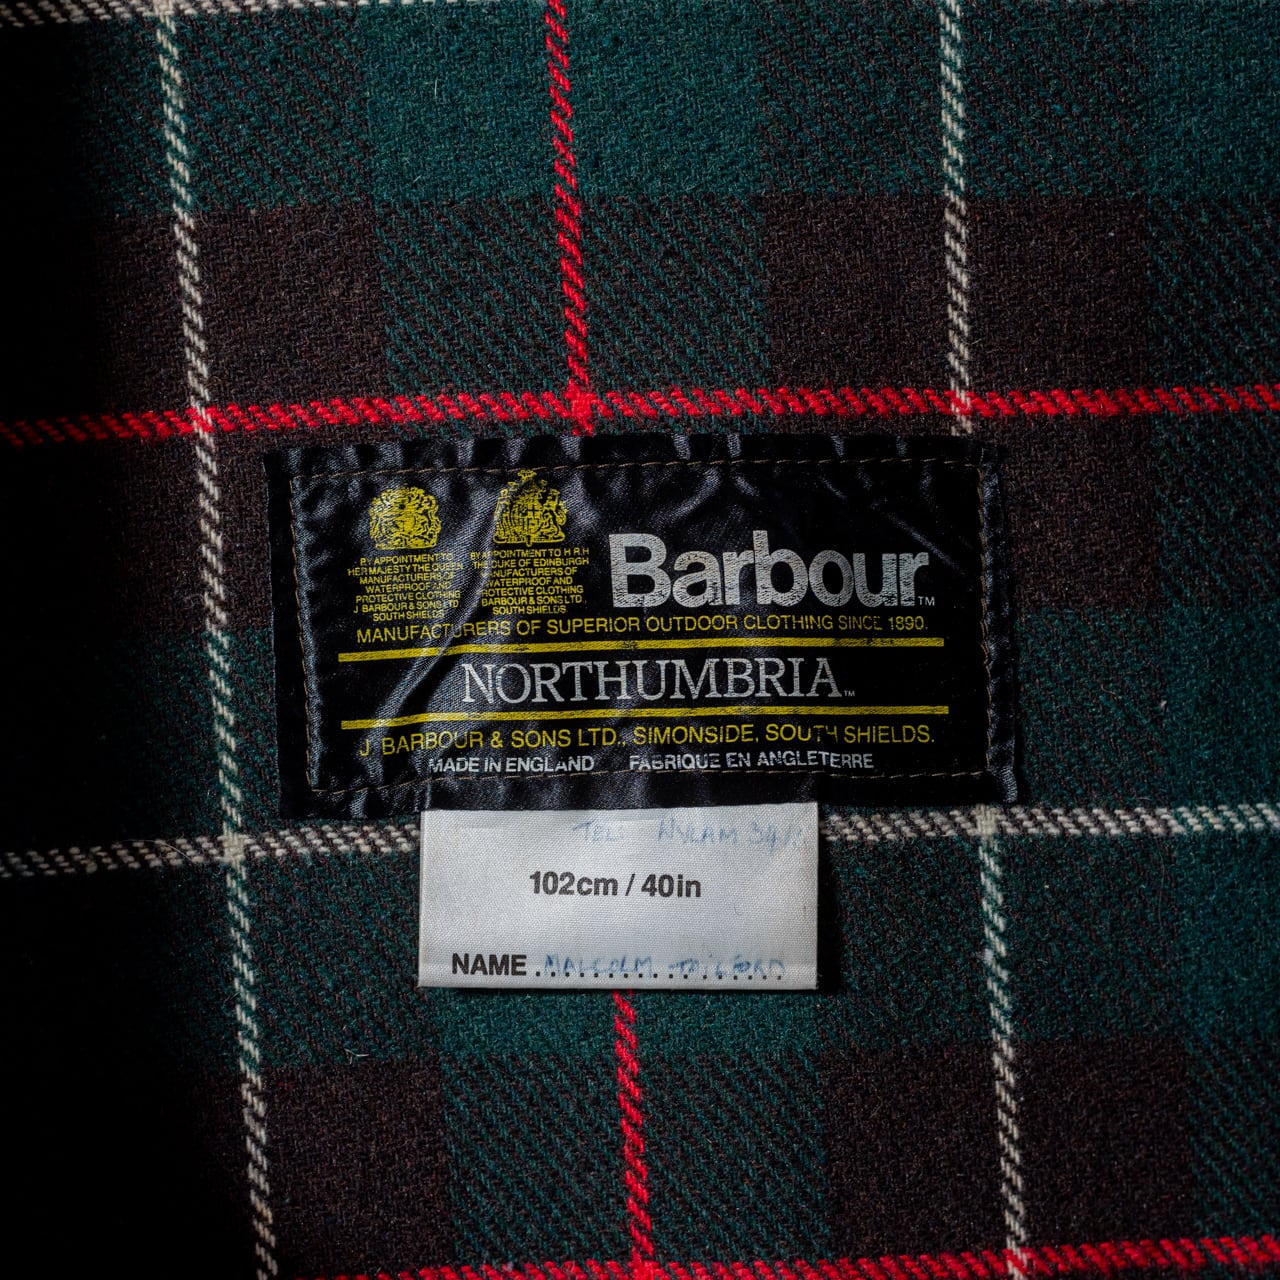 BY APPOINTMENT TO
HER MAJESTY THE QUEEN
MANUFACTURERS OF
WATERPROOF AND
PROTECTIVE CLOTHING
J BARBOUR & SONS LTD
SOUTH SHIELDS
BY APPOINTMENT TO H R H
THE DUKE OF EDINBURGH
MANUFACTURERS OF
WATERPROOF AND
PROTECTIVE CLOTHING
BARBOUR & SONS LTD.
SOUTH SHIELDS
Barbour™
MANUFACTURERS OF SUPERIOR OUTDOOR CLOTHING SINCE 1890.
NORTHUMBRIA™
J. BARBOUR & SONS LTD., SIMONSIDE, SOUTH SHIELDS.
MADE IN ENGLAND FABRIQUE EN ANGLETERRE
TEL:
102cm / 40in
NAME MALCOLM